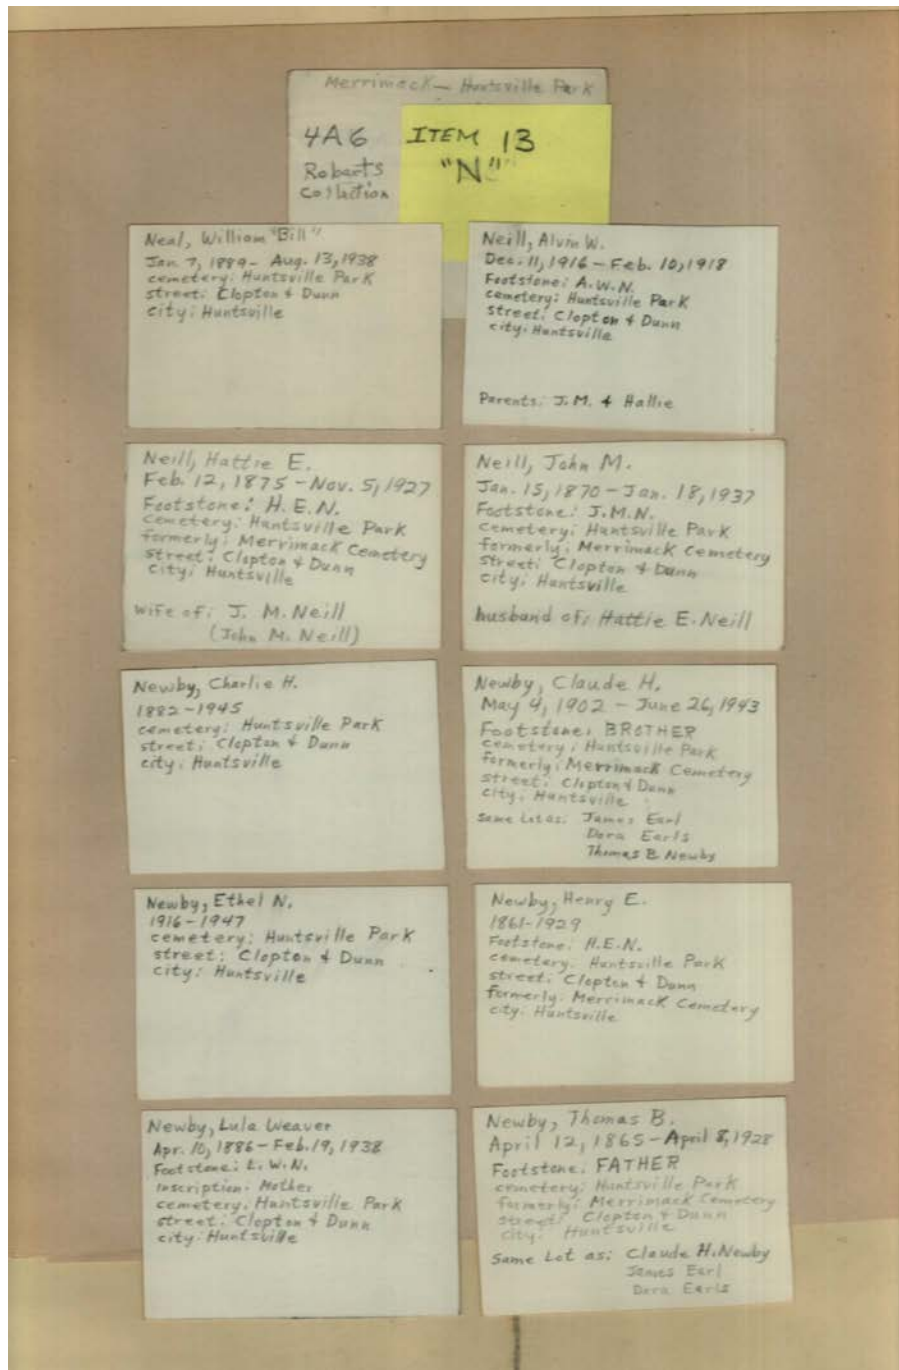 Merrimack — Huntsville Park
4A6
Roberts
Collection
ITEM 13
"N"
Neal, William "Bill"
Jan. 7, 1889 - Aug. 13, 1938
cemetery: Huntsville Park
street: Clopton & Dunn
city: Huntsville
Neill, Alvin W.
Dec. 11, 1916 - Feb. 10, 1918
Footstone: A.W.N.
cemetery: Huntsville Park
street: Clopton & Dunn
city: Huntsville
Parents: J.M. & Hallie
Neill, Hattie E.
Feb. 12, 1875 - Nov. 5, 1927
Footstone: H.E.N.
cemetery: Huntsville Park
formerly: Merrimack Cemetery
street: Clopton & Dunn
city: Huntsville
wife of: J. M. Neill
(John M. Neill)
Neill, John M.
Jan. 15, 1870 - Jan. 18, 1937
Footstone: J.M.N.
cemetery: Huntsville Park
formerly: Merrimack Cemetery
street: Clopton & Dunn
city: Huntsville
husband of: Hattie E. Neill
Newby, Charlie H.
1882-1945
cemetery: Huntsville Park
street: Clopton & Dunn
city: Huntsville
Newby, Claude H.
May 4, 1902 - June 26, 1943
Footstone: BROTHER
cemetery: Huntsville Park
formerly: Merrimack Cemetery
street: Clopton & Dunn
city: Huntsville
Same Lot as: James Earl
Dora Earls
Thomas B. Newby
Newby, Ethel N.
1916-1947
cemetery: Huntsville Park
street: Clopton & Dunn
city: Huntsville
Newby, Henry E.
1861-1929
Footstone: H.E.N.
cemetery: Huntsville Park
street: Clopton & Dunn
formerly: Merrimack Cemetery
city: Huntsville
Newby, Lula Weaver
Apr. 10, 1886 - Feb. 19, 1938
Footstone: L.W.N.
Inscription: Mother
cemetery: Huntsville Park
street: Clopton & Dunn
city: Huntsville
Newby, Thomas B.
April 12, 1865 - April 8, 1928
Footstone: FATHER
cemetery: Huntsville Park
formerly: Merrimack Cemetery
street: Clopton & Dunn
city: Huntsville
Same Lot as: Claude H. Newby
James Earl
Dora Earls